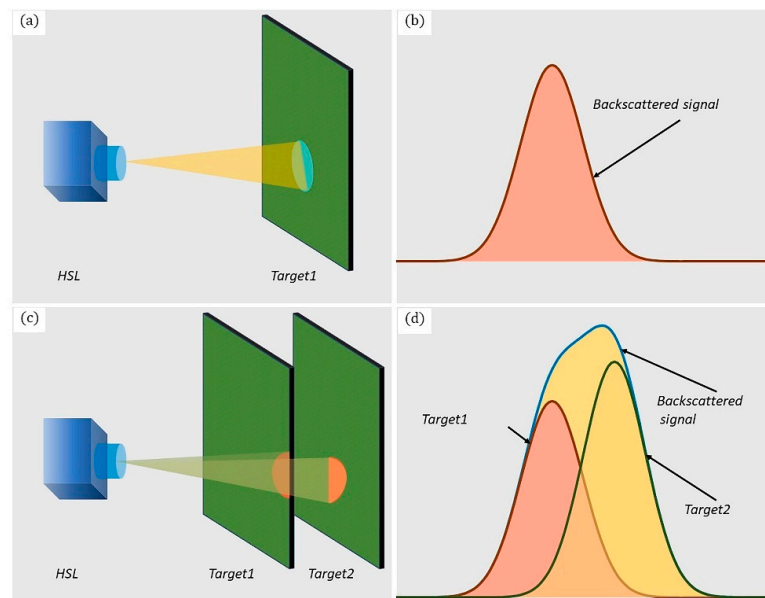 (a)
HSL
Target1
(b)
Backscattered signal
(c)
HSL
Target1
Target2
(d)
Target1
Backscattered
signal
Target2